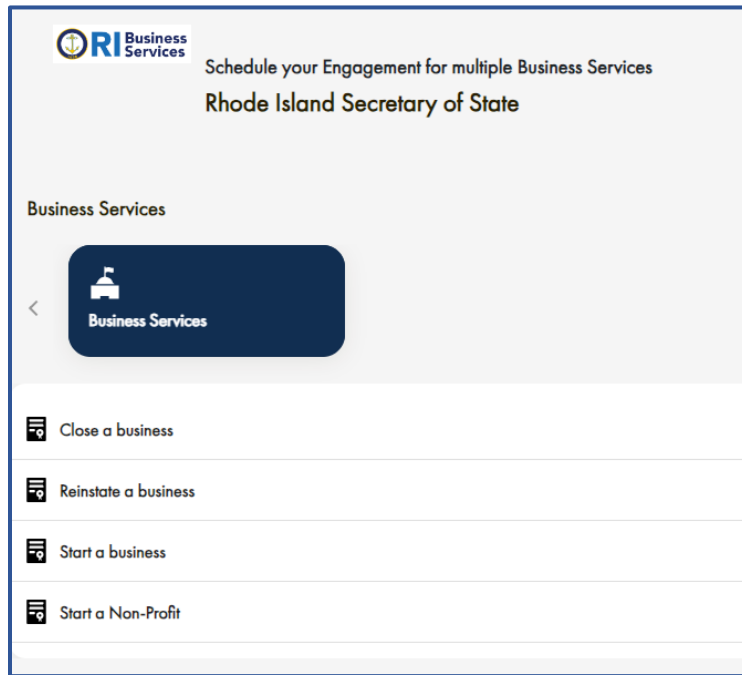 RI Business
Services
Schedule your Engagement for multiple Business Services
Rhode Island Secretary of State
Business Services
Business Services
Close a business
Reinstate a business
Start a business
Start a Non-Profit